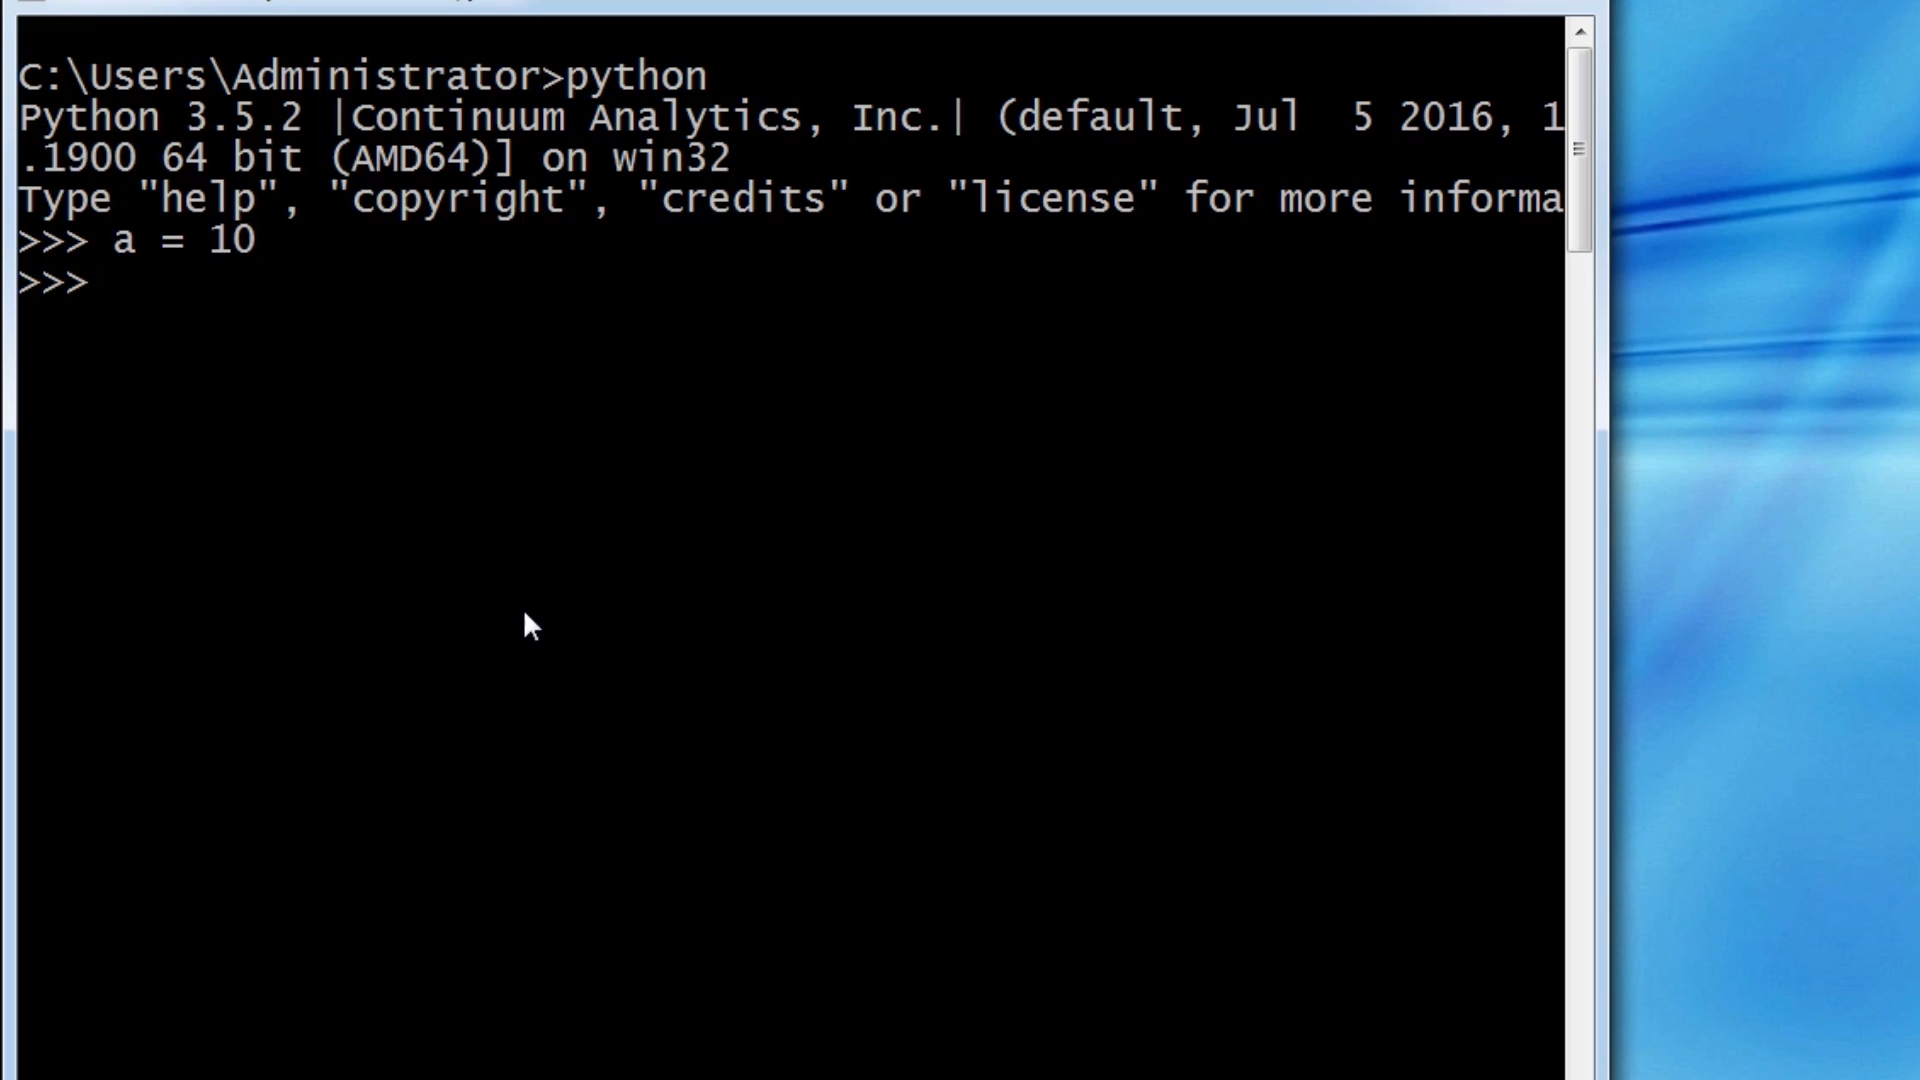 C:\Users\Administrator>python
Python 3.5.2 |Continuum Analytics, Inc.| (default, Jul  5 2016, 1
.1900 64 bit (AMD64)] on win32
Type "help", "copyright", "credits" or "license" for more informa
>>> a = 10
>>>